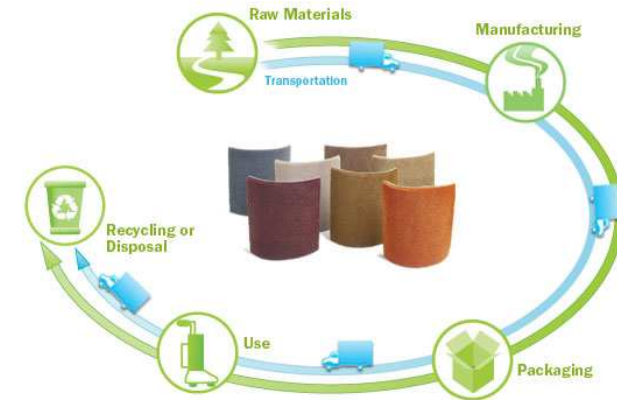 Raw Materials
Manufacturing
Transportation
Recycling or
Disposal
Use
Packaging